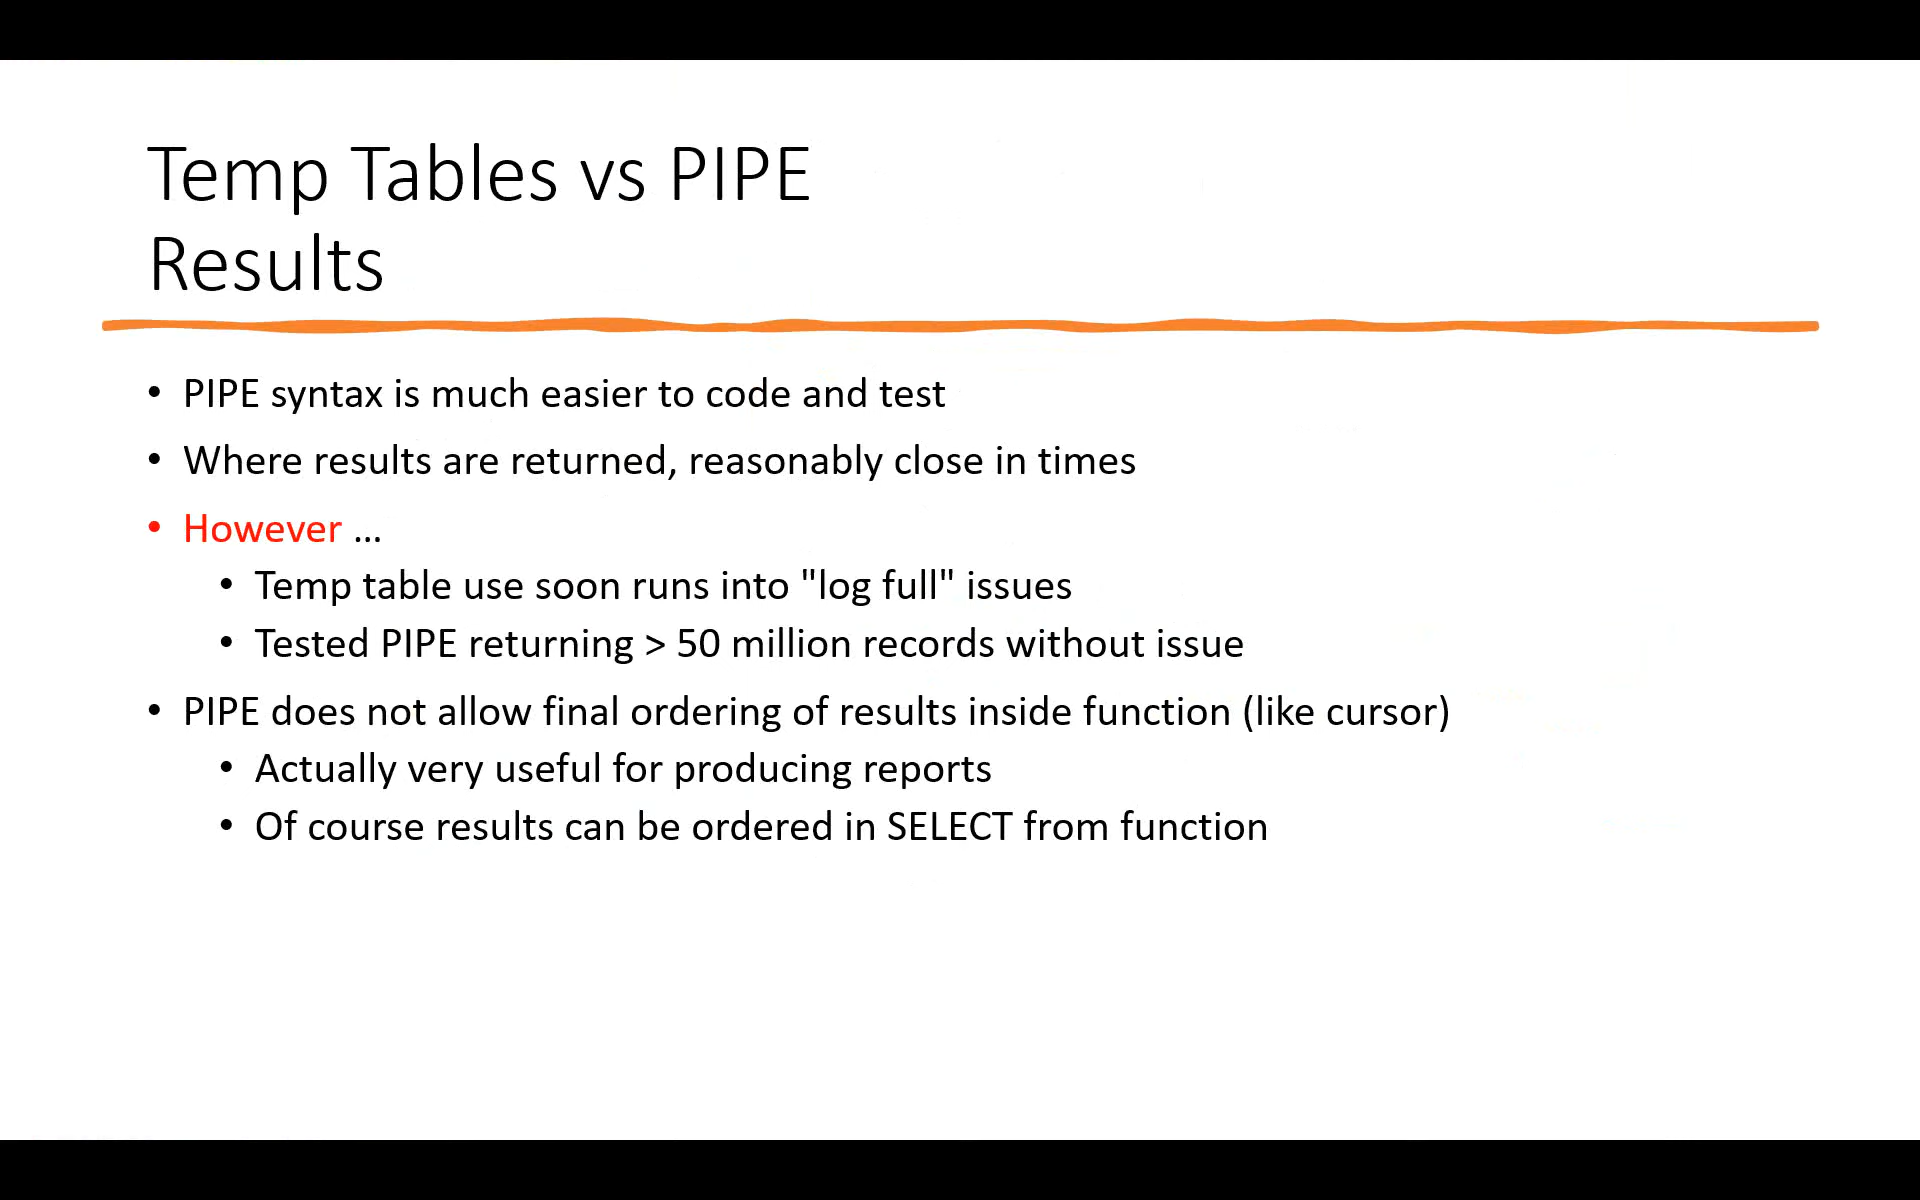 Temp Tables vs PIPE
Results
• PIPE syntax is much easier to code and test
• Where results are returned, reasonably close in times
• However ...
• Temp table use soon runs into "log full" issues
• Tested PIPE returning > 50 million records without issue
• PIPE does not allow final ordering of results inside function (like cursor)
• Actually very useful for producing reports
• Of course results can be ordered in SELECT from function